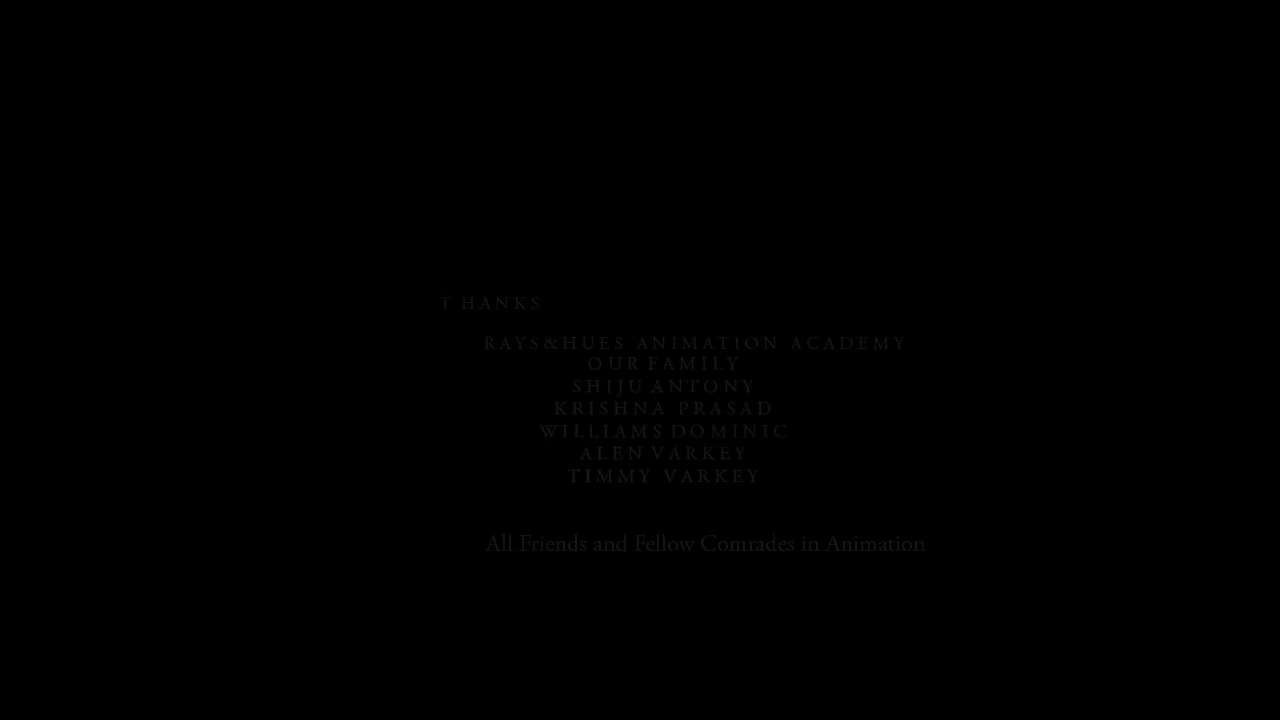 THANKS
RAYS&HUES ANIMATION ACADEMY
OUR FAMILY
SHIJU ANTONY
KRISHNA PRASAD
WILLIAMS DOMINIC
ALEN VARKEY
TIMMY VARKEY
All Friends and Fellow Comrades in Animation